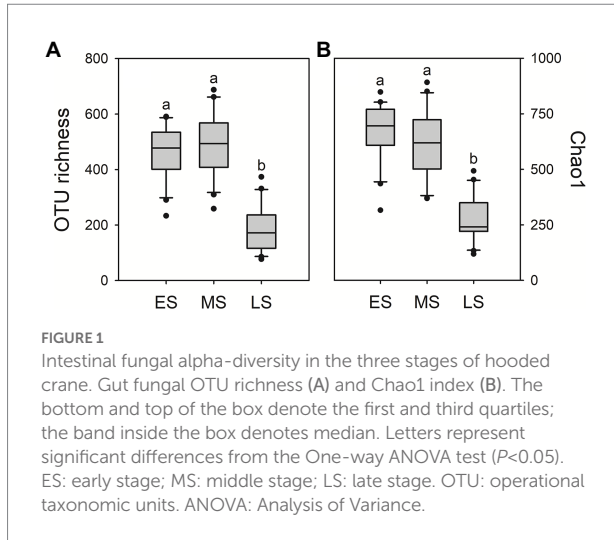 A
B
800
600
400
200
0
OTU richness
a
a
b
ES MS LS
a
a
b
ES MS LS
1000
750
500
250
0
Chao1
FIGURE 1
Intestinal fungal alpha-diversity in the three stages of hooded
crane. Gut fungal OTU richness (A) and Chao1 index (B). The
bottom and top of the box denote the first and third quartiles;
the band inside the box denotes median. Letters represent
significant differences from the One-way ANOVA test (P<0.05).
ES: early stage; MS: middle stage; LS: late stage. OTU: operational
taxonomic units. ANOVA: Analysis of Variance.